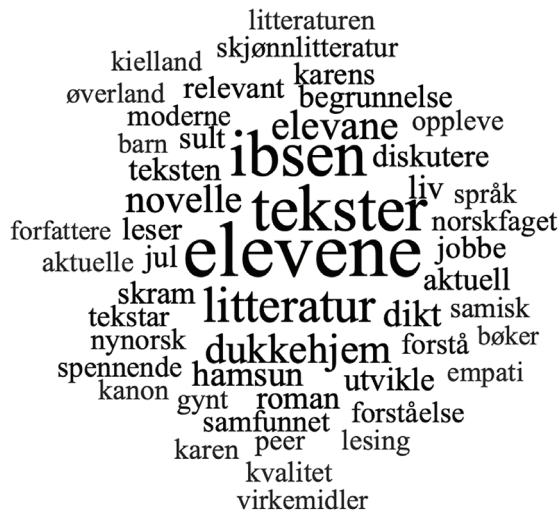 litteraturen
kielland skjønnlitteratur
øverland relevant karens
moderne begrunnelse
barn sult elevane oppleve
teksten ibsen diskutere
novelle liv språk
forfattere leser tekster norskfaget
aktuelle jul elevene jobbe
skram litteratur dikt aktuell
tekstar samisk
nynorsk dukkehjem forstå bøker
spennende hamsun utvikle empati
kanon gynt roman forståelse
samfunnet
karen peer lesing
kvalitet
virkemidler